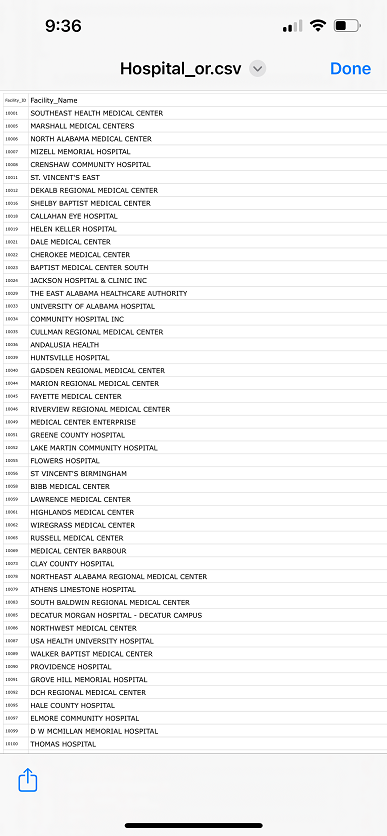 9:36
Hospital_or.csv
Done
Facility_ID Facility_Name
10001 SOUTHEAST HEALTH MEDICAL CENTER
10005 MARSHALL MEDICAL CENTERS
10006 NORTH ALABAMA MEDICAL CENTER
10007 MIZELL MEMORIAL HOSPITAL
10008 CRENSHAW COMMUNITY HOSPITAL
10011 ST. VINCENT'S EAST
10012 DEKALB REGIONAL MEDICAL CENTER
10016 SHELBY BAPTIST MEDICAL CENTER
10018 CALLAHAN EYE HOSPITAL
10019 HELEN KELLER HOSPITAL
10021 DALE MEDICAL CENTER
10022 CHEROKEE MEDICAL CENTER
10023 BAPTIST MEDICAL CENTER SOUTH
10024 JACKSON HOSPITAL & CLINIC INC
10029 THE EAST ALABAMA HEALTHCARE AUTHORITY
10033 UNIVERSITY OF ALABAMA HOSPITAL
10034 COMMUNITY HOSPITAL INC
10035 CULLMAN REGIONAL MEDICAL CENTER
10036 ANDALUSIA HEALTH
10039 HUNTSVILLE HOSPITAL
10040 GADSDEN REGIONAL MEDICAL CENTER
10044 MARION REGIONAL MEDICAL CENTER
10045 FAYETTE MEDICAL CENTER
10046 RIVERVIEW REGIONAL MEDICAL CENTER
10049 MEDICAL CENTER ENTERPRISE
10051 GREENE COUNTY HOSPITAL
10052 LAKE MARTIN COMMUNITY HOSPITAL
10055 FLOWERS HOSPITAL
10056 ST VINCENT'S BIRMINGHAM
10058 BIBB MEDICAL CENTER
10059 LAWRENCE MEDICAL CENTER
10061 HIGHLANDS MEDICAL CENTER
10062 WIREGRASS MEDICAL CENTER
10065 RUSSELL MEDICAL CENTER
10069 MEDICAL CENTER BARBOUR
10073 CLAY COUNTY HOSPITAL
10078 NORTHEAST ALABAMA REGIONAL MEDICAL CENTER
10079 ATHENS LIMESTONE HOSPITAL
10083 SOUTH BALDWIN REGIONAL MEDICAL CENTER
10085 DECATUR MORGAN HOSPITAL - DECATUR CAMPUS
10086 NORTHWEST MEDICAL CENTER
10087 USA HEALTH UNIVERSITY HOSPITAL
10089 WALKER BAPTIST MEDICAL CENTER
10090 PROVIDENCE HOSPITAL
10091 GROVE HILL MEMORIAL HOSPITAL
10092 DCH REGIONAL MEDICAL CENTER
10095 HALE COUNTY HOSPITAL
10097 ELMORE COMMUNITY HOSPITAL
10099 D W MCMILLAN MEMORIAL HOSPITAL
10100 THOMAS HOSPITAL